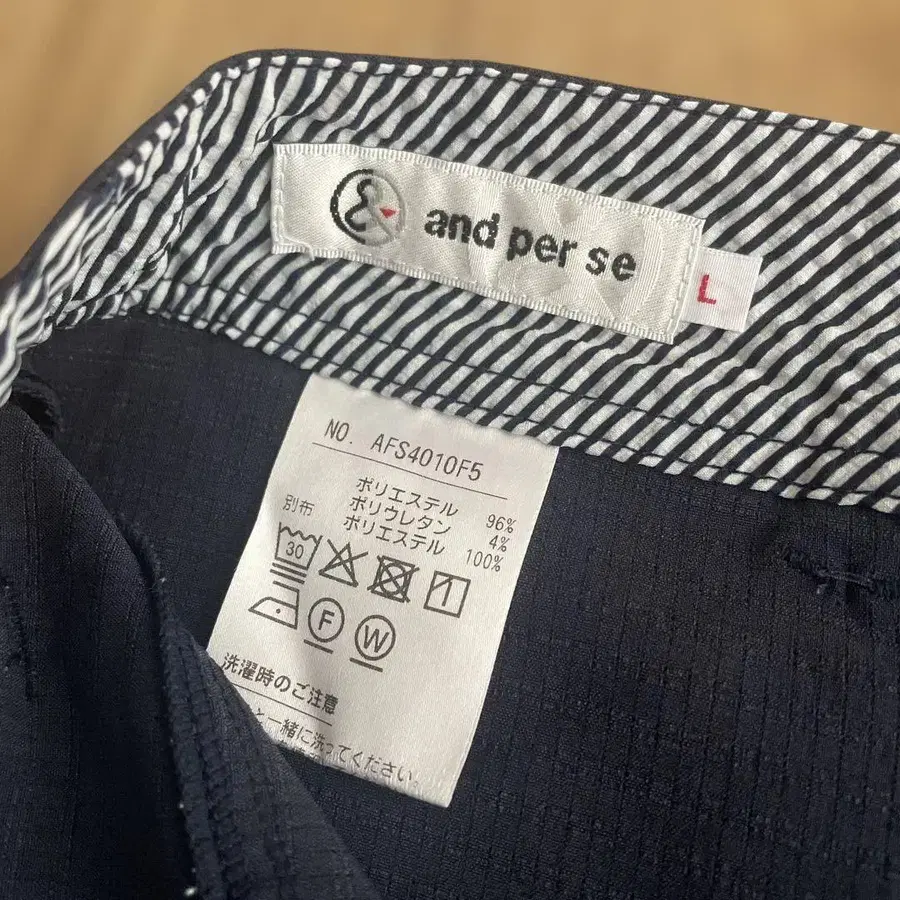 and per se
L
NO. AFS4010F5
ポリエステル 96%
別布 ポリウレタン 4%
ポリエステル 100%
30
1
F
W
洗濯時のご注意
と一緒に洗ってください。